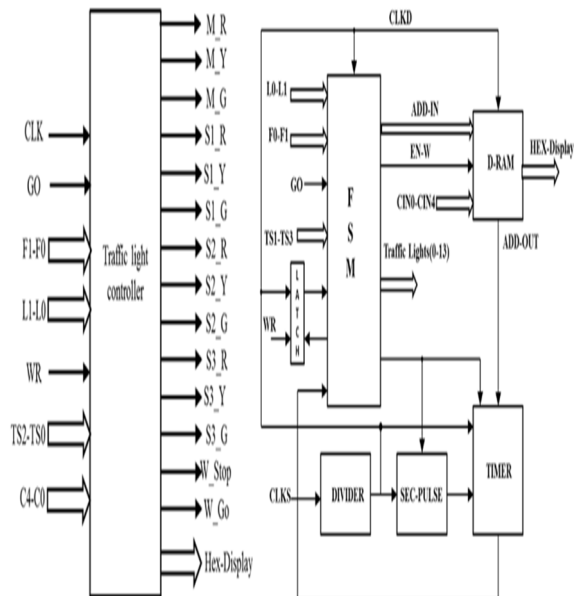 CLK
GO
F1-F0
L1-L0
WR
TS2-TS0
C4-C0
Traffic light
controller
M_R
M_Y
M_G
S1_R
S1_Y
S1_G
S2_R
S2_Y
S2_G
S3_R
S3_Y
S3_G
W_Stop
W_Go
Hex-Display
CLKD
L0-L1
F0-F1
GO
TS1-TS3
WR
LATCH
FSM
ADD-IN
EN-W
CIN0-CIN4
D-RAM
HEX-Display
ADD-OUT
Traffic Lights(0-13)
CLKS
DIVIDER
SEC-PULSE
TIMER